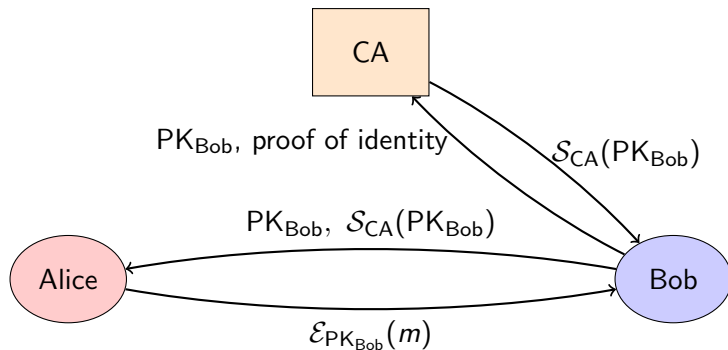 CA
PK_Bob, proof of identity
𝒮_CA(PK_Bob)
PK_Bob, 𝒮_CA(PK_Bob)
Alice
Bob
ℰ_PK_Bob(m)